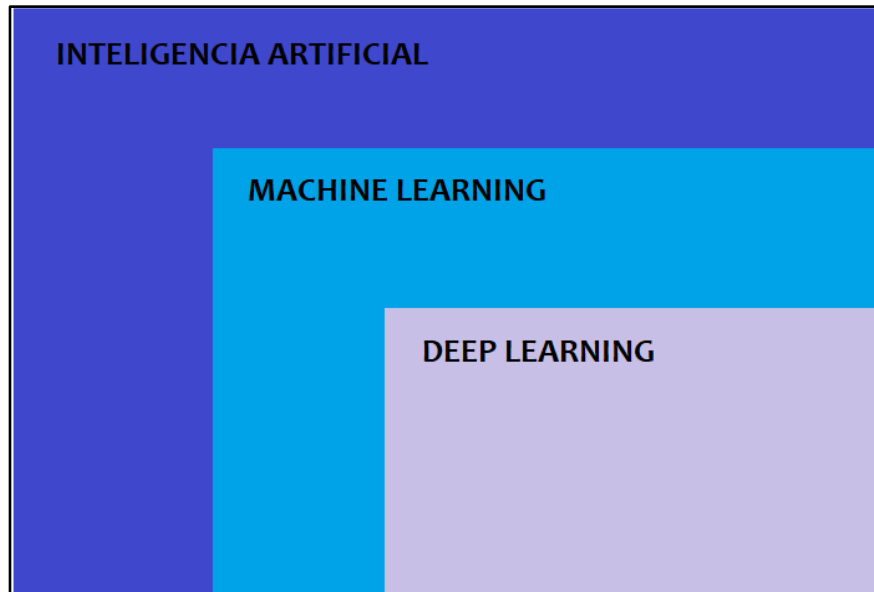 INTELIGENCIA ARTIFICIAL
MACHINE LEARNING
DEEP LEARNING